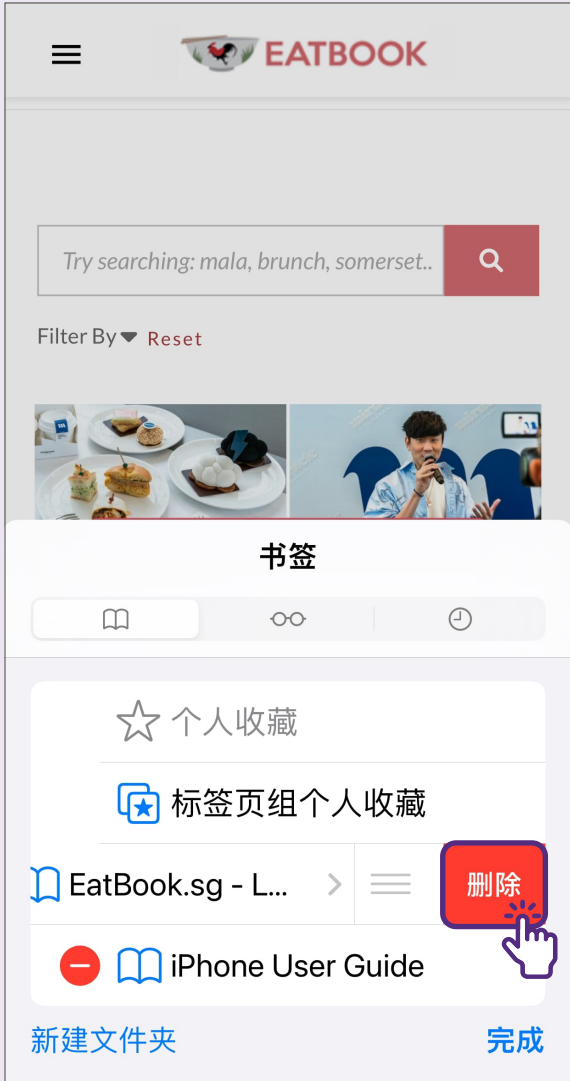 EATBOOK
Try searching: mala, brunch, somerset..
Filter By Reset
书签
个人收藏
标签页组个人收藏
EatBook.sg - L... 删除
iPhone User Guide
新建文件夹 完成